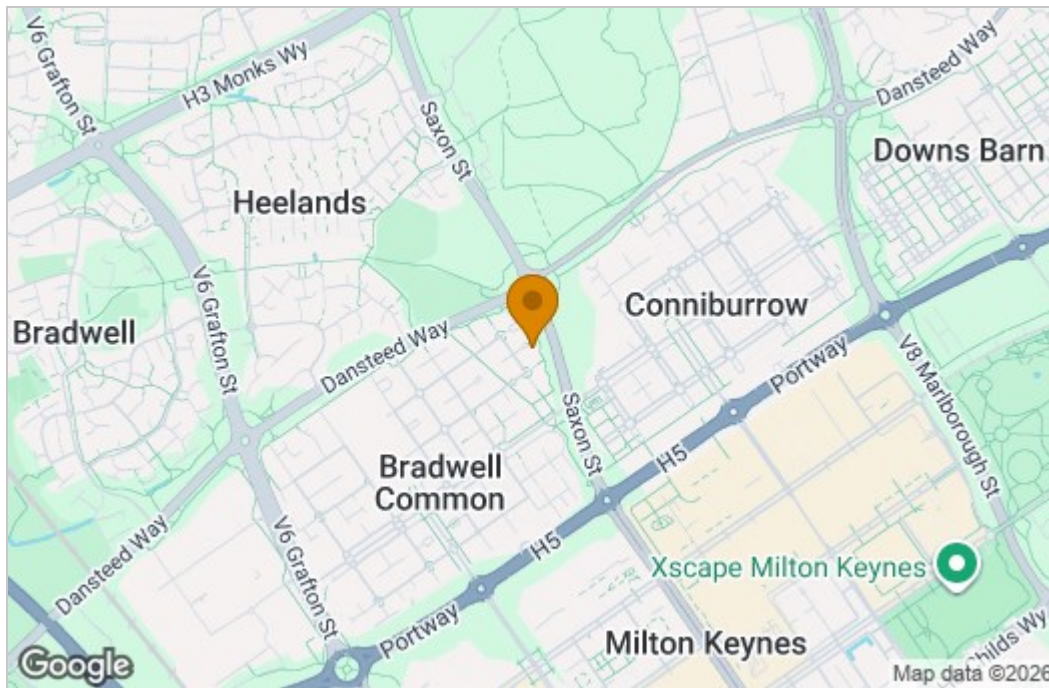 V6 Grafton St
H3 Monks Wy
Saxon St
Dansteed Way
Downs Barn
Heelands
V6 Grafton St
Bradwell
Dansteed Way
Conniburrow
Portway
V8 Marlborough St
Saxon St
H5
Bradwell
Common
Dansteed Way
V6 Grafton St
H5
Xscape Milton Keynes
Portway
Milton Keynes
Childs Wy
Google
Map data ©2026